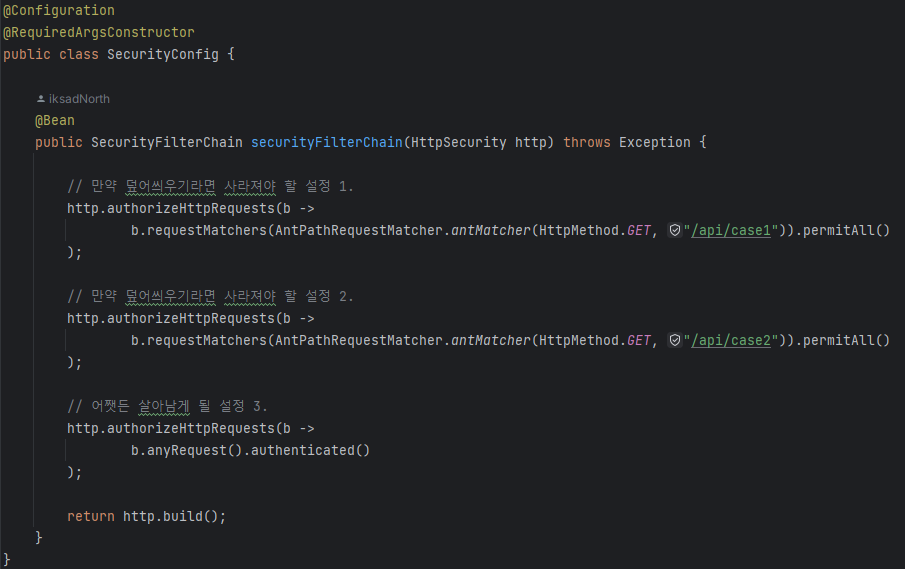 @Configuration
@RequiredArgsConstructor
public class SecurityConfig {
iksadNorth
@Bean
public SecurityFilterChain securityFilterChain(HttpSecurity http) throws Exception {
// 만약 덮어씌우기라면 사라져야 할 설정 1.
http.authorizeHttpRequests(b ->
b.requestMatchers(AntPathRequestMatcher.antMatcher(HttpMethod.GET, "/api/case1")).permitAll()
);
// 만약 덮어씌우기라면 사라져야 할 설정 2.
http.authorizeHttpRequests(b ->
b.requestMatchers(AntPathRequestMatcher.antMatcher(HttpMethod.GET, "/api/case2")).permitAll()
);
// 어쨋든 살아남게 될 설정 3.
http.authorizeHttpRequests(b ->
b.anyRequest().authenticated()
);
return http.build();
}
}